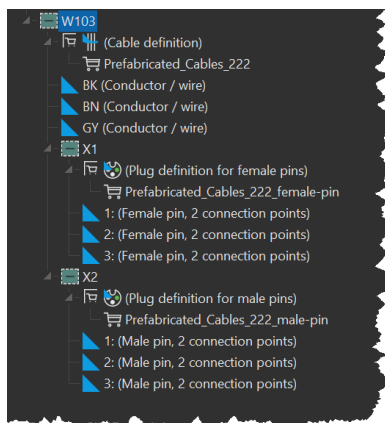 W103
(Cable definition)
Prefabricated_Cables_222
BK (Conductor / wire)
BN (Conductor / wire)
GY (Conductor / wire)
X1
(Plug definition for female pins)
Prefabricated_Cables_222_female-pin
1: (Female pin, 2 connection points)
2: (Female pin, 2 connection points)
3: (Female pin, 2 connection points)
X2
(Plug definition for male pins)
Prefabricated_Cables_222_male-pin
1: (Male pin, 2 connection points)
2: (Male pin, 2 connection points)
3: (Male pin, 2 connection points)